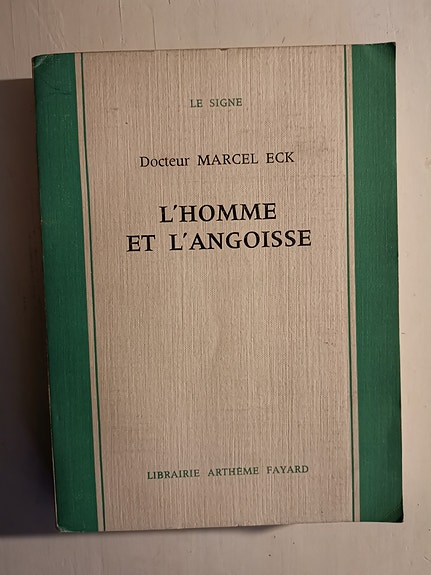 LE SIGNE
Docteur MARCEL ECK
L'HOMME
ET L'ANGOISSE
LIBRAIRIE ARTHÈME FAYARD